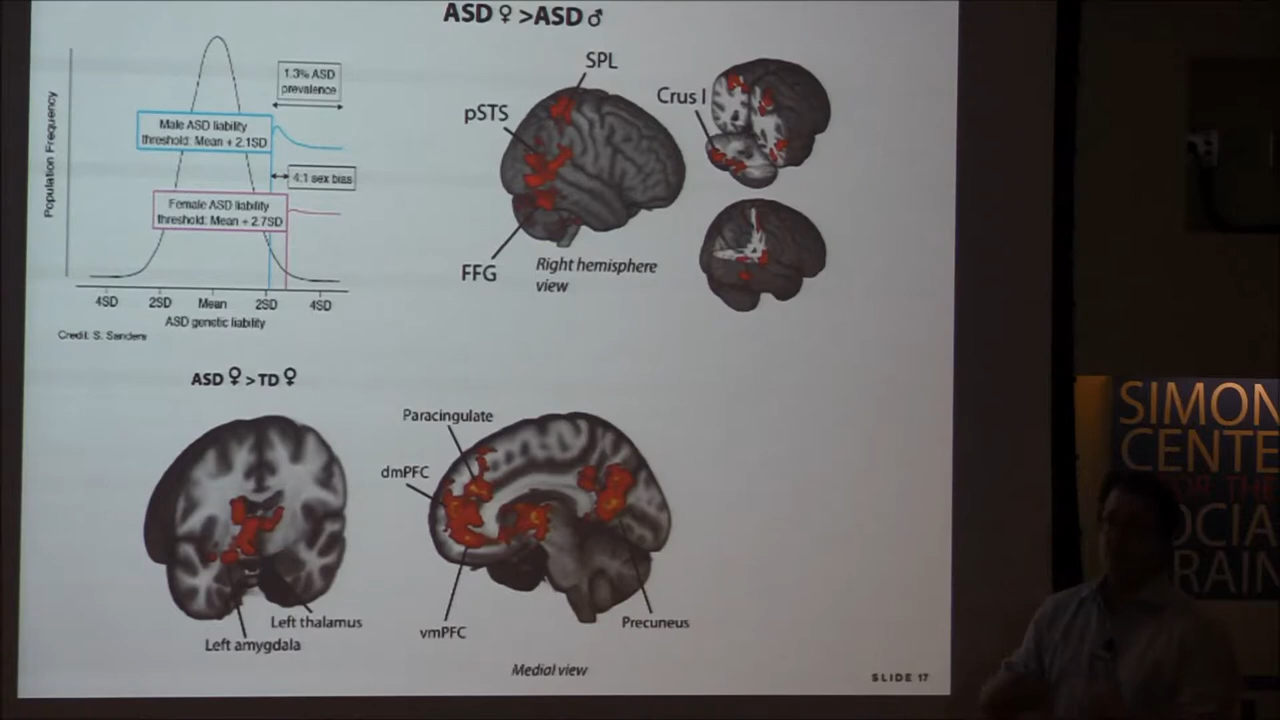 ASD ♀ >ASD ♂
1.3% ASD
prevalence
Male ASD liability
threshold: Mean + 2.1SD
4:1 sex bias
Female ASD liability
threshold: Mean + 2.7SD
Population Frequency
4SD 2SD Mean 2SD 4SD
ASD genetic liability
Credit: S. Sanders
SPL
pSTS
Crus I
FFG
Right hemisphere
view
ASD ♀ > TD ♀
Left thalamus
Left amygdala
Paracingulate
dmPFC
vmPFC
Precuneus
Medial view
SLIDE 17
SIMON
CENTE
OR THE
OCIA
RAIN